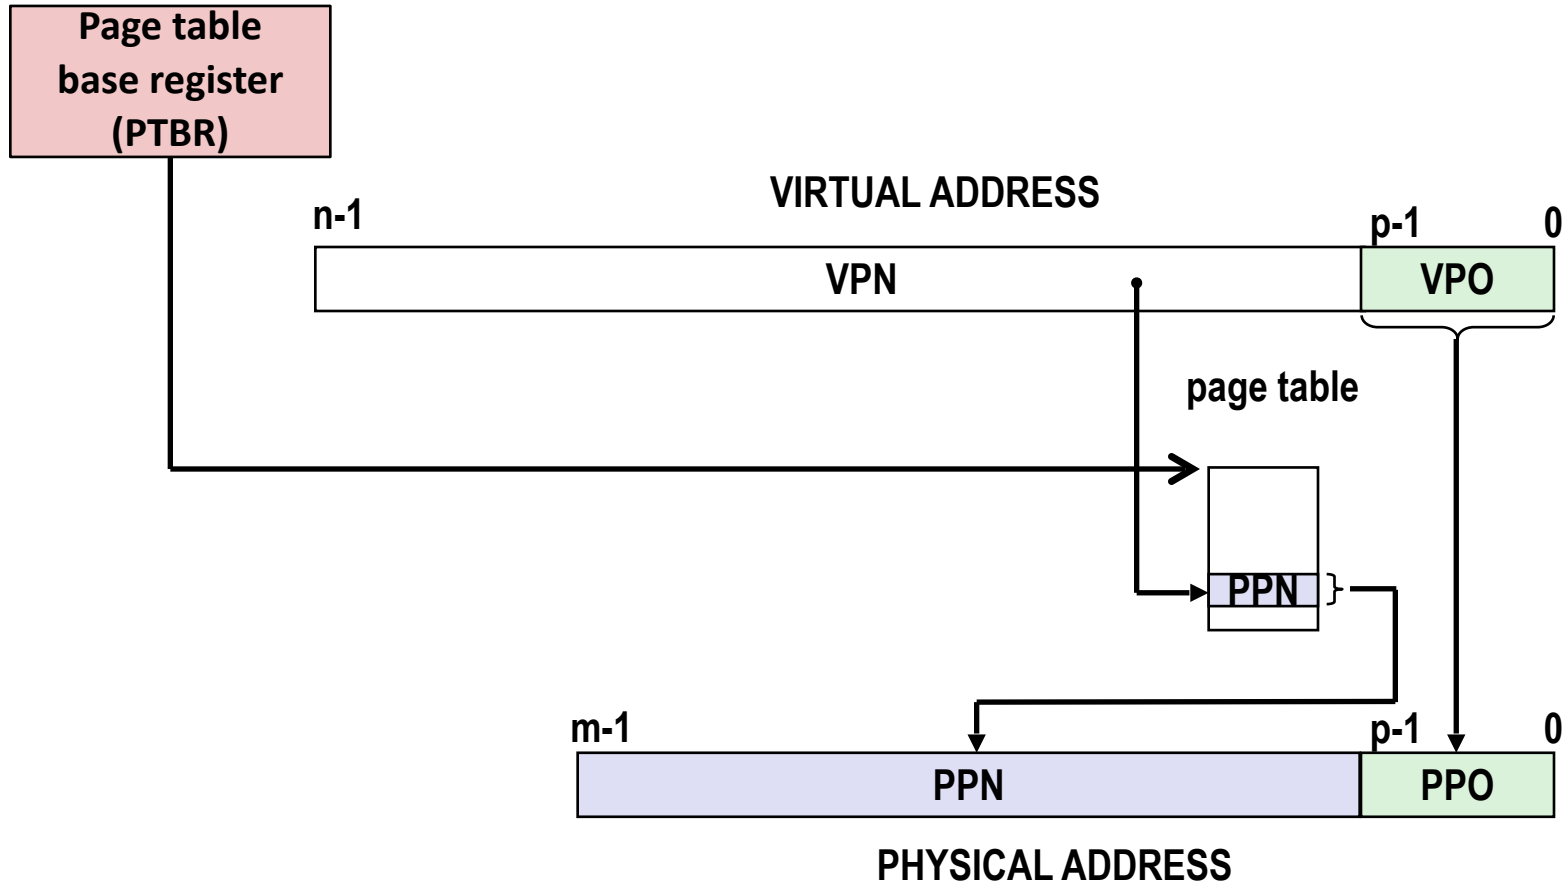 Page table
base register
(PTBR)
VIRTUAL ADDRESS
n-1
p-1
0
VPN
VPO
page table
PPN
m-1
p-1
0
PPN
PPO
PHYSICAL ADDRESS